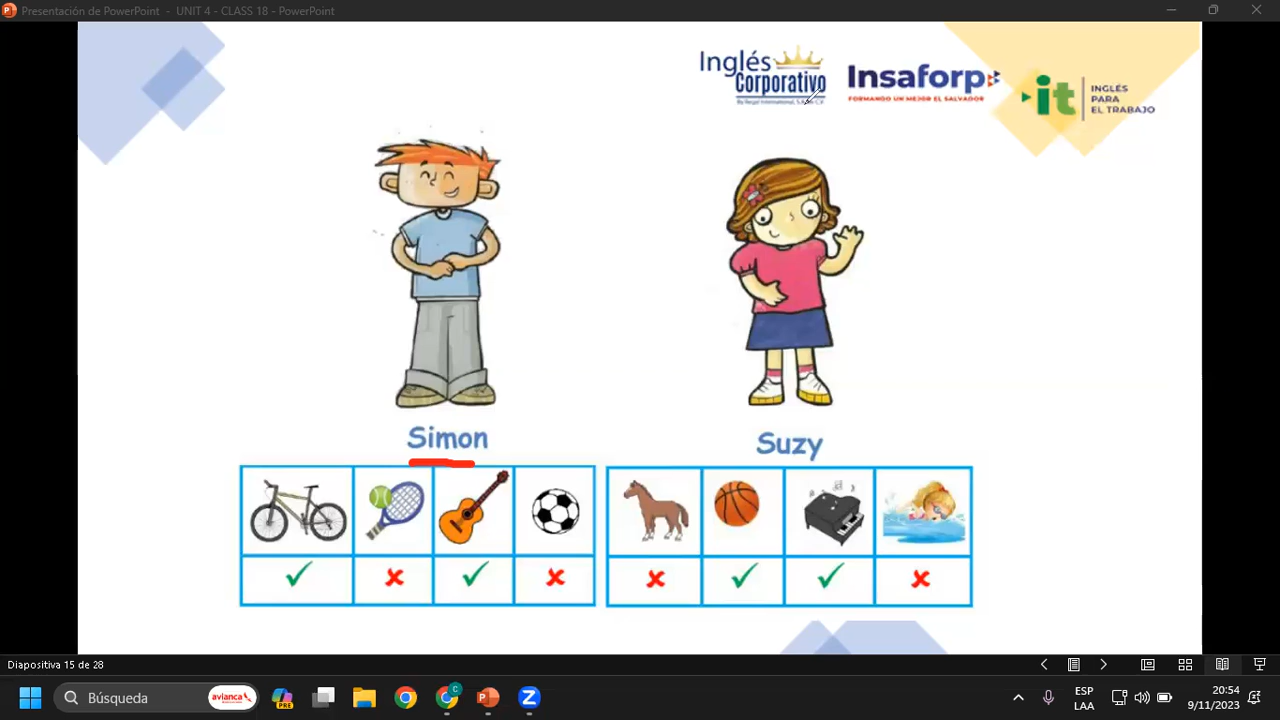 Presentación de PowerPoint - UNIT 4 - CLASS 18 - PowerPoint
Inglés
Corporativo
Insaforp
FORMANDO UN MEJOR EL SALVADOR
it
INGLÉS
PARA
EL TRABAJO
Simon
Suzy
Diapositiva 15 de 28
Búsqueda
avianca
PRE
C
P
Z
ESP
LAA
20:54
9/11/2023